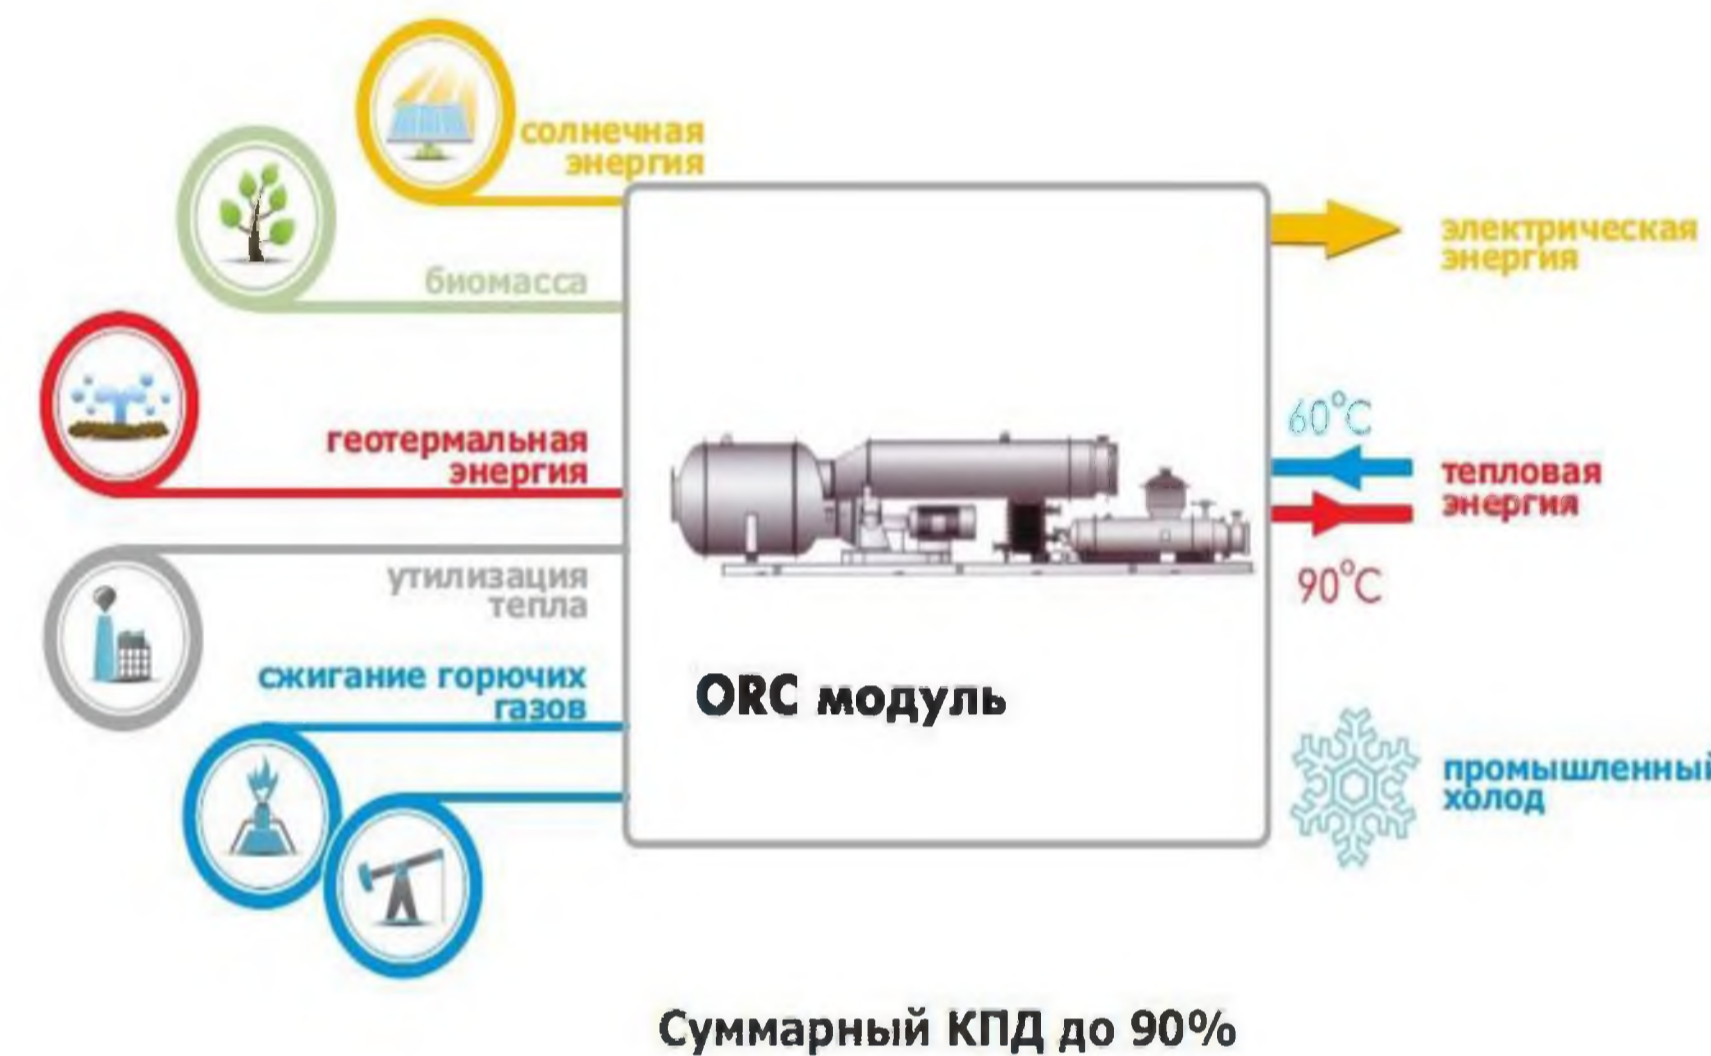 солнечная
энергия
биомасса
геотермальная
энергия
утилизация
тепла
сжигание горючих
газов
ORC модуль
электрическая
энергия
60°C
тепловая
энергия
90°C
промышленный
холод
Суммарный КПД до 90%